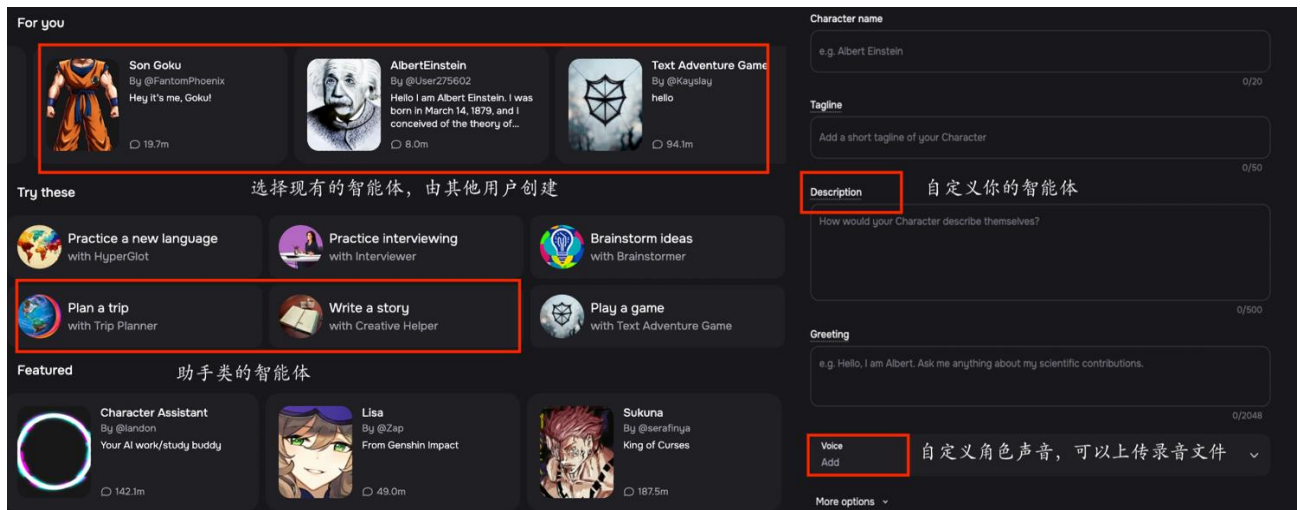 For you
Son Goku
By @FantomPhoenix
Hey it's me, Goku!
19.7m
AlbertEinstein
By @User275602
Hello I am Albert Einstein. I was
born in March 14, 1879, and I
conceived of the theory of...
8.0m
Text Adventure Game
By @Kayslay
hello
94.1m
选择现有的智能体，由其他用户创建
Try these
Practice a new language
with HyperGlot
Practice interviewing
with Interviewer
Brainstorm ideas
with Brainstormer
Plan a trip
with Trip Planner
Write a story
with Creative Helper
Play a game
with Text Adventure Game
Featured
助手类的智能体
Character Assistant
By @landon
Your AI work/study buddy
142.1m
Lisa
By @Zap
From Genshin Impact
49.0m
Sukuna
By @serafinya
King of Curses
187.5m
Character name
e.g. Albert Einstein
0/20
Tagline
Add a short tagline of your Character
0/50
Description
自定义你的智能体
How would your Character describe themselves?
0/500
Greeting
e.g. Hello, I am Albert. Ask me anything about my scientific contributions.
0/2048
Voice
Add
自定义角色声音，可以上传录音文件
More options